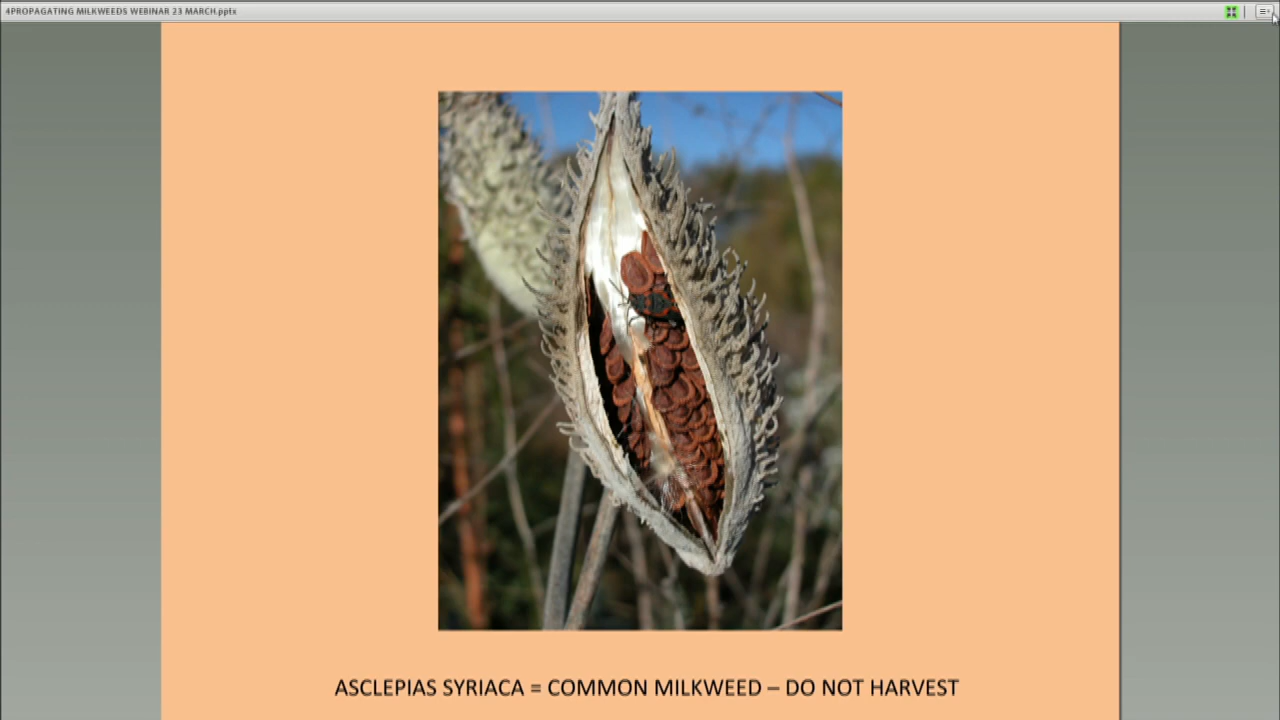 4PROPAGATING MILKWEEDS WEBINAR 23 MARCH.pptx
ASCLEPIAS SYRIACA = COMMON MILKWEED – DO NOT HARVEST